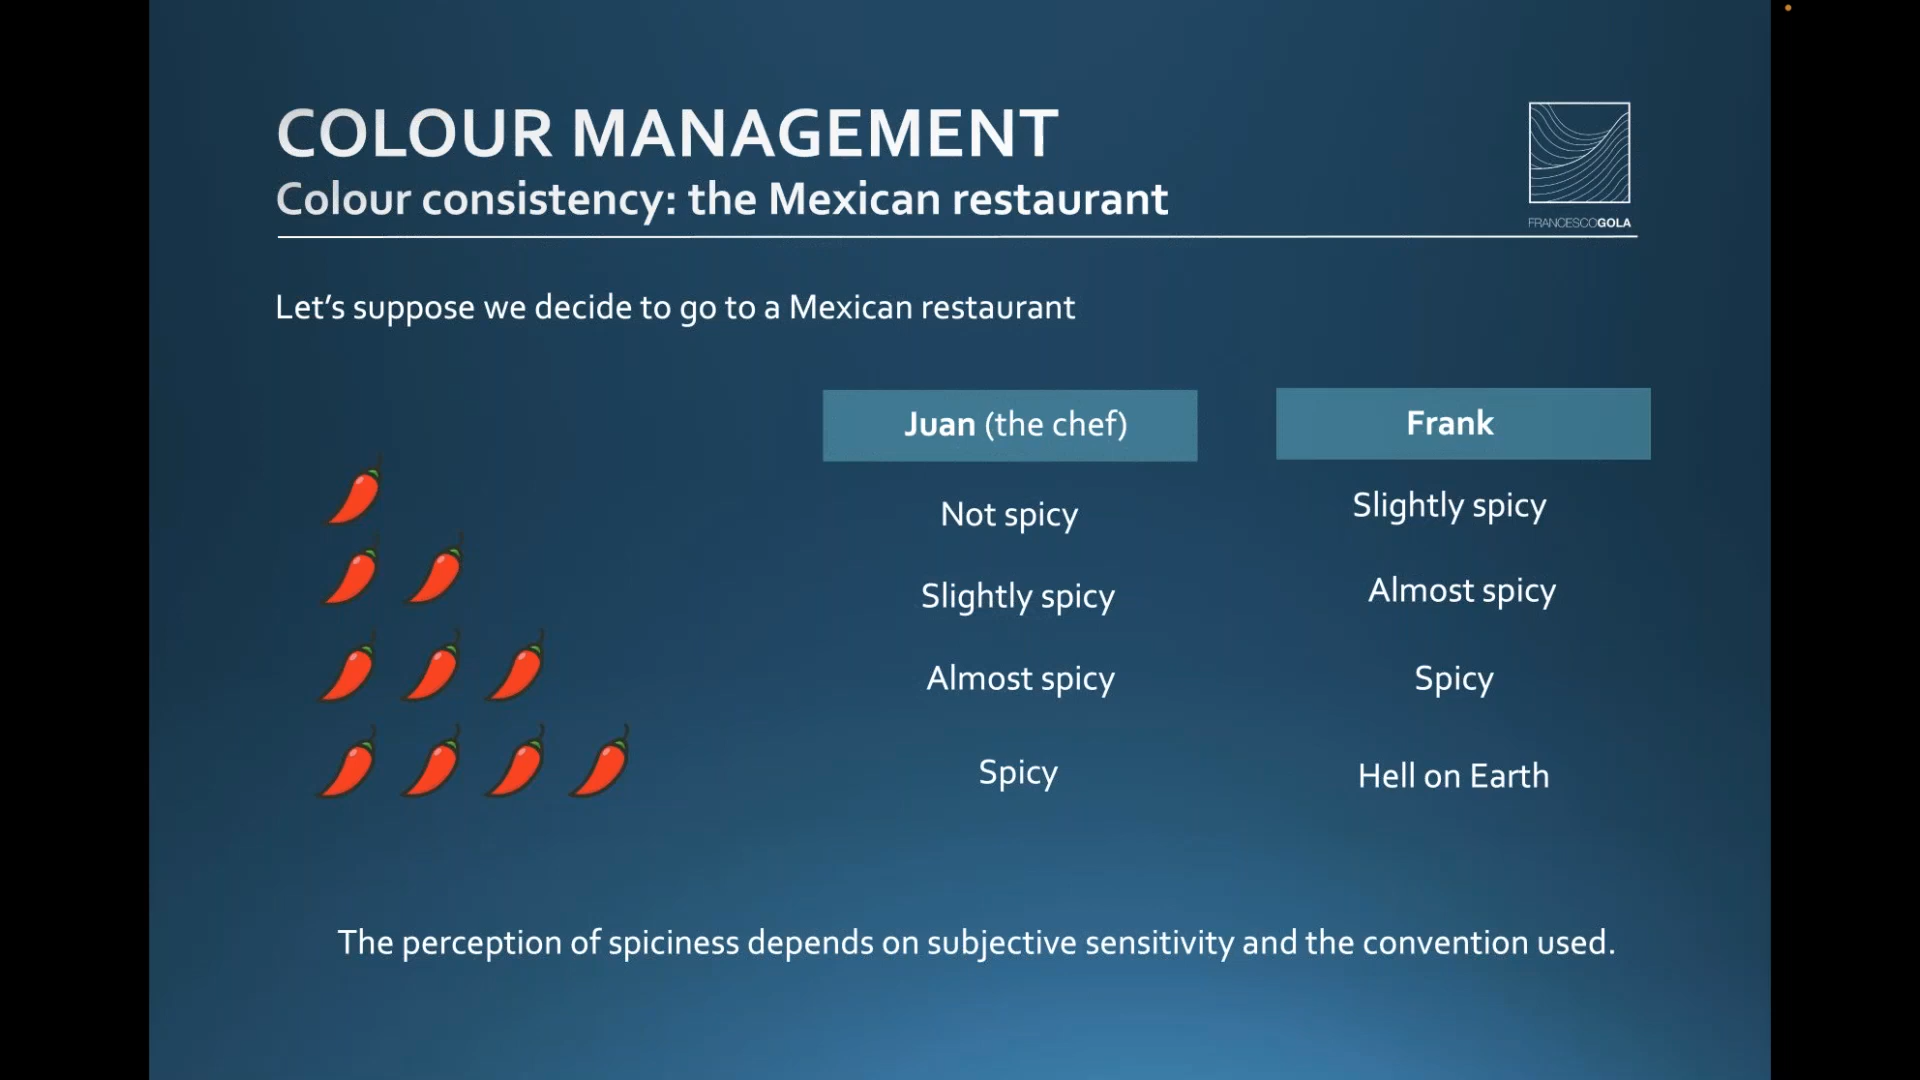 COLOUR MANAGEMENT
Colour consistency: the Mexican restaurant
FRANCESCOGOLA
Let’s suppose we decide to go to a Mexican restaurant
Juan (the chef) Frank
Not spicy Slightly spicy
Slightly spicy Almost spicy
Almost spicy Spicy
Spicy Hell on Earth
The perception of spiciness depends on subjective sensitivity and the convention used.